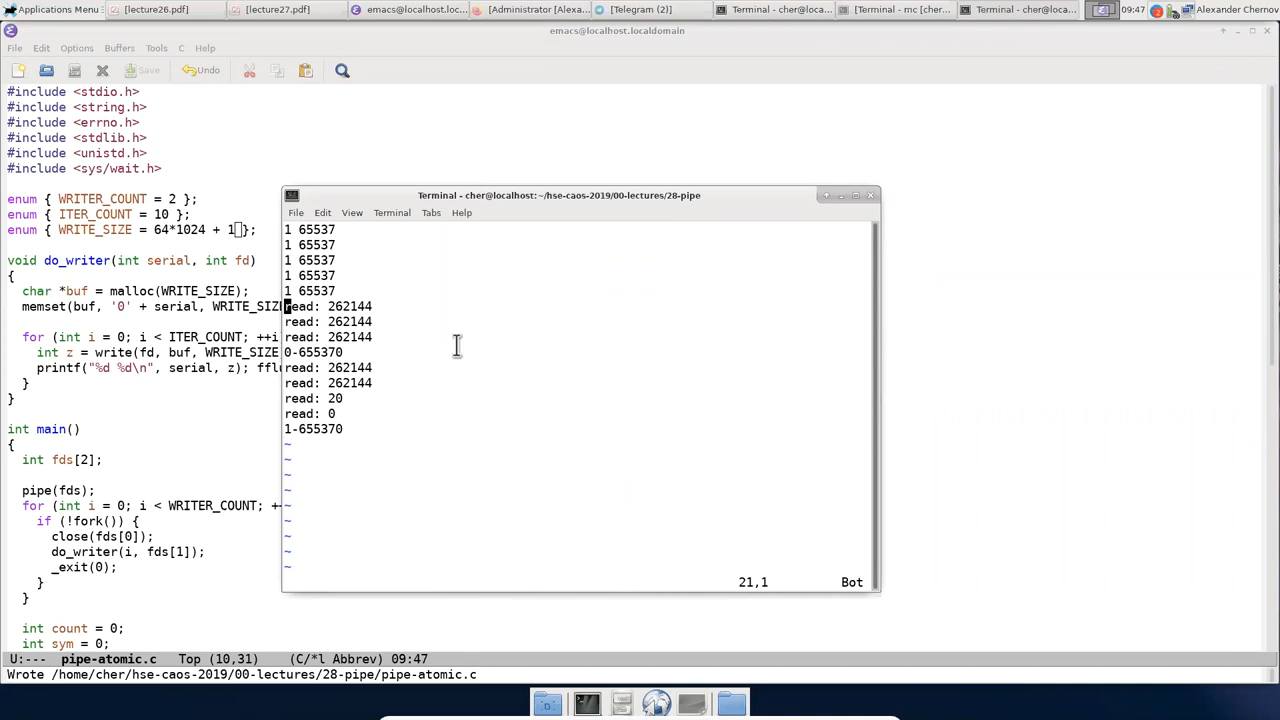 Applications Menu
[lecture26.pdf]
[lecture27.pdf]
emacs@localhost.loc...
[Administrator [Zoo...
[Telegram (2)]
Terminal - cher@loca...
[Terminal - mc [cher...
Terminal - cher@loca...
09:47
2
Alexander Chernov
emacs@localhost.localdomain
File Edit Options Buffers Tools C Help
Save
Undo
#include <stdio.h>
#include <string.h>
#include <errno.h>
#include <stdlib.h>
#include <unistd.h>
#include <sys/wait.h>
enum { WRITER_COUNT = 2 };
enum { ITER_COUNT = 10 };
enum { WRITE_SIZE = 64*1024 + 1 };
void do_writer(int serial, int fd)
{
char *buf = malloc(WRITE_SIZE);
memset(buf, '0' + serial, WRITE_SIZE
for (int i = 0; i < ITER_COUNT; ++i
int z = write(fd, buf, WRITE_SIZE
printf("%d %d\n", serial, z); fflu
}
}
int main()
{
int fds[2];
pipe(fds);
for (int i = 0; i < WRITER_COUNT; ++
if (!fork()) {
close(fds[0]);
do_writer(i, fds[1]);
_exit(0);
}
}
int count = 0;
int sym = 0;
U:--- pipe-atomic.c Top (10,31) (C/*l Abbrev) 09:47
Wrote /home/cher/hse-caos-2019/00-lectures/28-pipe/pipe-atomic.c
Terminal - cher@localhost:~/hse-caos-2019/00-lectures/28-pipe
File Edit View Terminal Tabs Help
1 65537
1 65537
1 65537
1 65537
1 65537
read: 262144
read: 262144
read: 262144
0-655370
read: 262144
read: 262144
read: 20
read: 0
1-655370
~
~
~
~
~
~
~
~
~
21,1 Bot